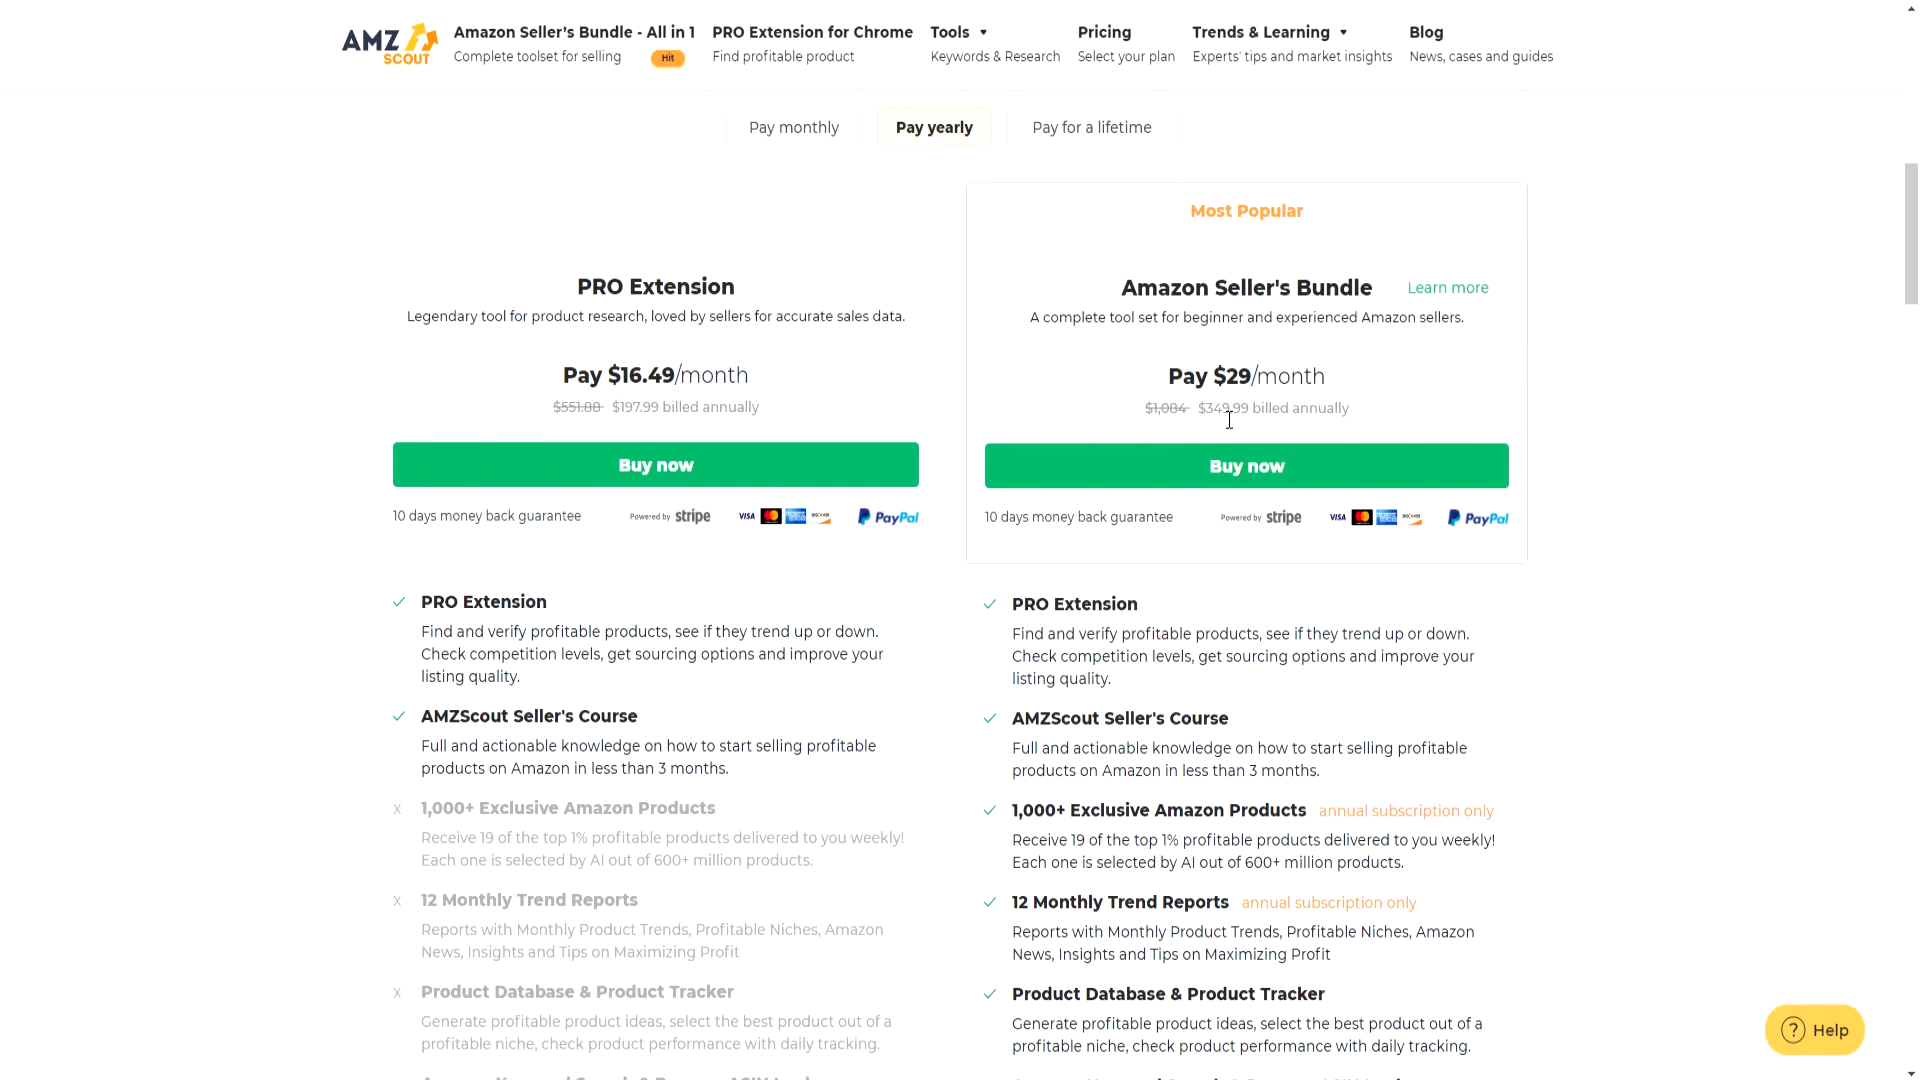 AMZ SCOUT
Amazon Seller's Bundle - All in 1
Complete toolset for selling
Hit
PRO Extension for Chrome
Find profitable product
Tools
Keywords & Research
Pricing
Select your plan
Trends & Learning
Experts' tips and market insights
Blog
News, cases and guides
Pay monthly
Pay yearly
Pay for a lifetime
PRO Extension
Legendary tool for product research, loved by sellers for accurate sales data.
Pay $16.49/month
$551.88 $197.99 billed annually
Buy now
10 days money back guarantee
Powered by stripe
VISA
DISCOVER
PayPal
PRO Extension
Find and verify profitable products, see if they trend up or down.
Check competition levels, get sourcing options and improve your
listing quality.
AMZScout Seller's Course
Full and actionable knowledge on how to start selling profitable
products on Amazon in less than 3 months.
X 1,000+ Exclusive Amazon Products
Receive 19 of the top 1% profitable products delivered to you weekly!
Each one is selected by AI out of 600+ million products.
X 12 Monthly Trend Reports
Reports with Monthly Product Trends, Profitable Niches, Amazon
News, Insights and Tips on Maximizing Profit
X Product Database & Product Tracker
Generate profitable product ideas, select the best product out of a
profitable niche, check product performance with daily tracking.
Most Popular
Amazon Seller's Bundle
Learn more
A complete tool set for beginner and experienced Amazon sellers.
Pay $29/month
$1,084 $349.99 billed annually
Buy now
10 days money back guarantee
Powered by stripe
VISA
DISCOVER
PayPal
PRO Extension
Find and verify profitable products, see if they trend up or down.
Check competition levels, get sourcing options and improve your
listing quality.
AMZScout Seller's Course
Full and actionable knowledge on how to start selling profitable
products on Amazon in less than 3 months.
1,000+ Exclusive Amazon Products annual subscription only
Receive 19 of the top 1% profitable products delivered to you weekly!
Each one is selected by AI out of 600+ million products.
12 Monthly Trend Reports annual subscription only
Reports with Monthly Product Trends, Profitable Niches, Amazon
News, Insights and Tips on Maximizing Profit
Product Database & Product Tracker
Generate profitable product ideas, select the best product out of a
profitable niche, check product performance with daily tracking.
? Help